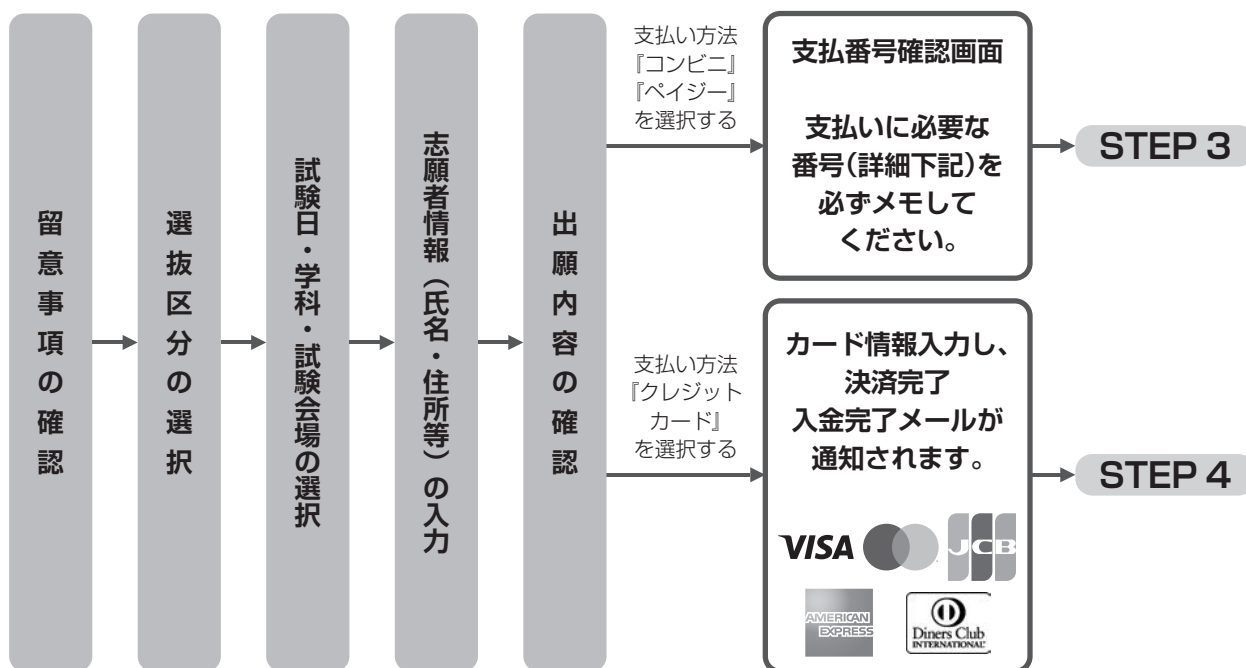 留意事項の確認
選抜区分の選択
試験日・学科・試験会場の選択
志願者情報（氏名・住所等）の入力
出願内容の確認
支払い方法
『コンビニ』
『ペイジー』
を選択する
支払番号確認画面
支払いに必要な
番号（詳細下記）を
必ずメモして
ください。
STEP 3
支払い方法
『クレジット
カード』
を選択する
カード情報入力し、
決済完了
入金完了メールが
通知されます。
VISA
JCB
AMERICAN
EXPRESS
Diners Club
INTERNATIONAL
STEP 4